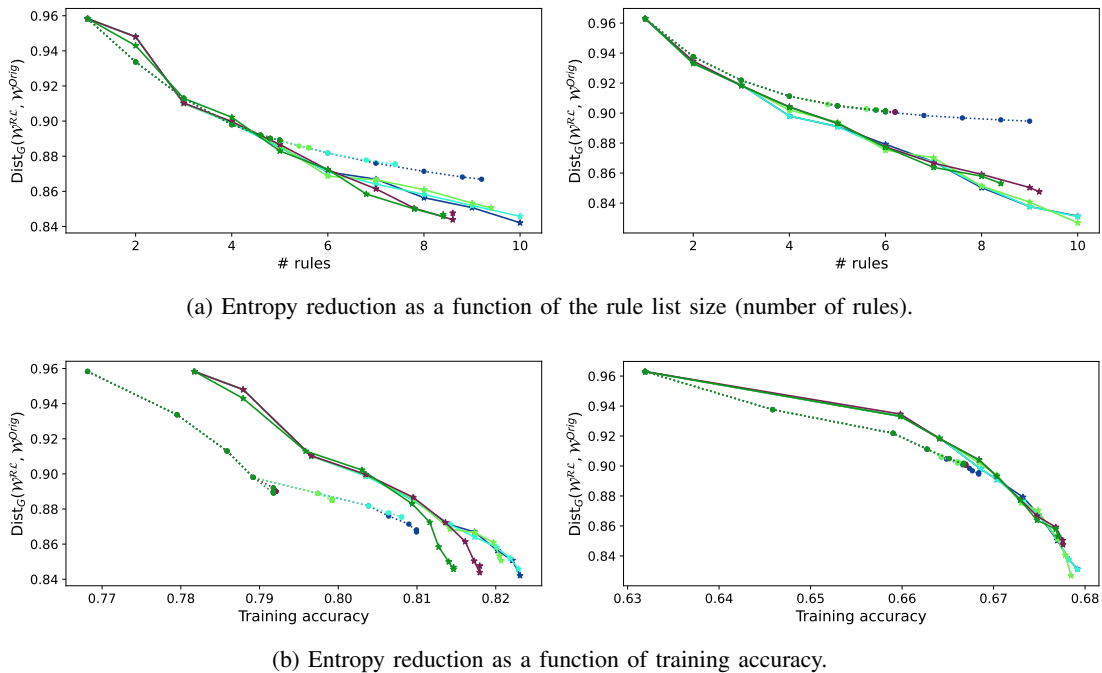 0.96
0.94
0.92
0.90
0.88
0.86
0.84
Dist_G(𝒲^{ℛℒ}, 𝒲^{Orig})
2 4 6 8 10
# rules
0.96
0.94
0.92
0.90
0.88
0.86
0.84
Dist_G(𝒲^{ℛℒ}, 𝒲^{Orig})
2 4 6 8 10
# rules
(a) Entropy reduction as a function of the rule list size (number of rules).
0.96
0.94
0.92
0.90
0.88
0.86
0.84
Dist_G(𝒲^{ℛℒ}, 𝒲^{Orig})
0.77 0.78 0.79 0.80 0.81 0.82
Training accuracy
0.96
0.94
0.92
0.90
0.88
0.86
0.84
Dist_G(𝒲^{ℛℒ}, 𝒲^{Orig})
0.63 0.64 0.65 0.66 0.67 0.68
Training accuracy
(b) Entropy reduction as a function of training accuracy.